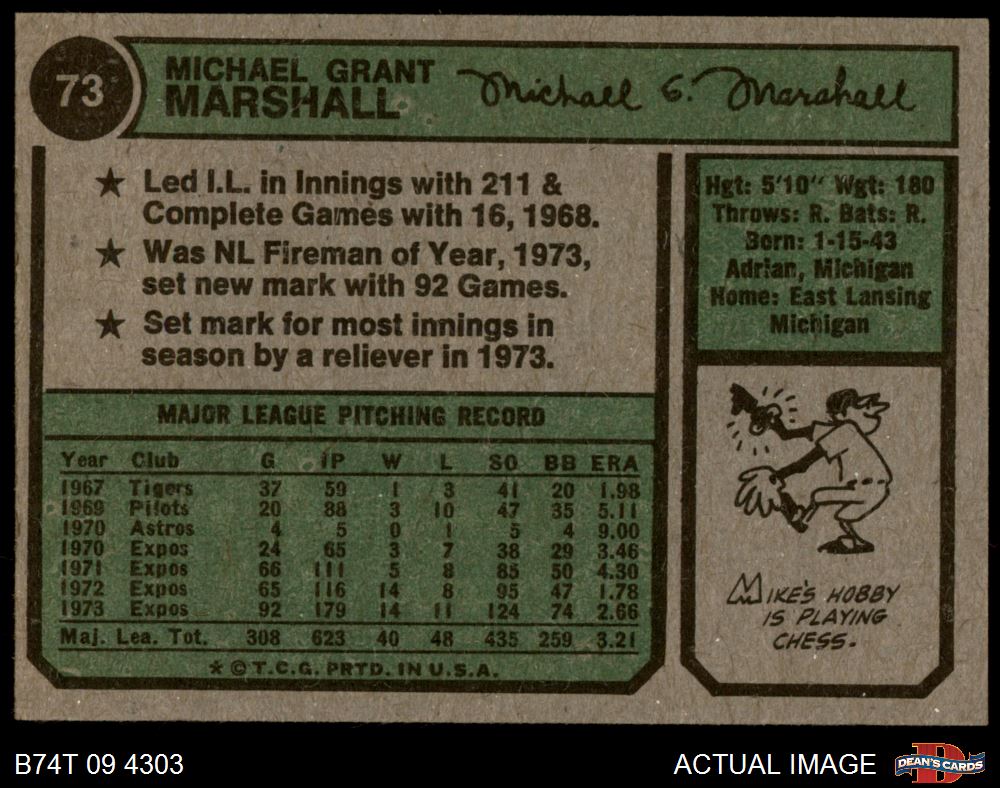 73
MICHAEL GRANT
MARSHALL
Michael G. Marshall
★ Led I.L. in Innings with 211 &
Complete Games with 16, 1968.
★ Was NL Fireman of Year, 1973,
set new mark with 92 Games.
★ Set mark for most innings in
season by a reliever in 1973.
Hgt: 5'10" Wgt: 180
Throws: R. Bats: R.
Born: 1-15-43
Adrian, Michigan
Home: East Lansing
Michigan
MAJOR LEAGUE PITCHING RECORD
Year Club G IP W L SO BB ERA
1967 Tigers 37 59 1 3 41 20 1.98
1969 Pilots 20 88 3 10 47 35 5.11
1970 Astros 4 5 0 1 5 4 9.00
1970 Expos 24 65 3 7 38 29 3.46
1971 Expos 66 111 5 8 85 50 4.30
1972 Expos 65 116 14 8 95 47 1.78
1973 Expos 92 179 14 11 124 74 2.66
Maj. Lea. Tot. 308 623 40 48 435 259 3.21
★ © T.C.G. PRTD. IN U.S.A.
MIKE'S HOBBY
IS PLAYING
CHESS.
B74T 09 4303
ACTUAL IMAGE
D
DEAN'S CARDS